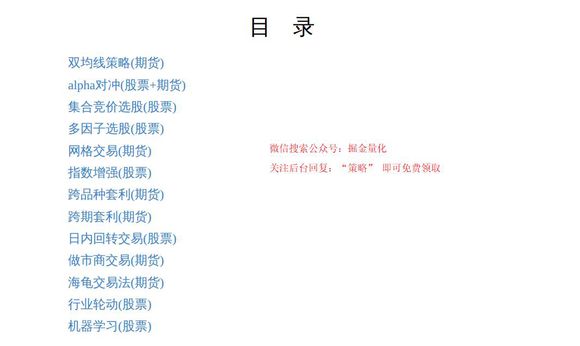 目 录
双均线策略(期货)
alpha对冲(股票+期货)
集合竞价选股(股票)
多因子选股(股票)
网格交易(期货)
指数增强(股票)
跨品种套利(期货)
跨期套利(期货)
日内回转交易(股票)
做市商交易(期货)
海龟交易法(期货)
行业轮动(股票)
机器学习(股票)
微信搜索公众号：掘金量化
关注后台回复：“策略” 即可免费领取